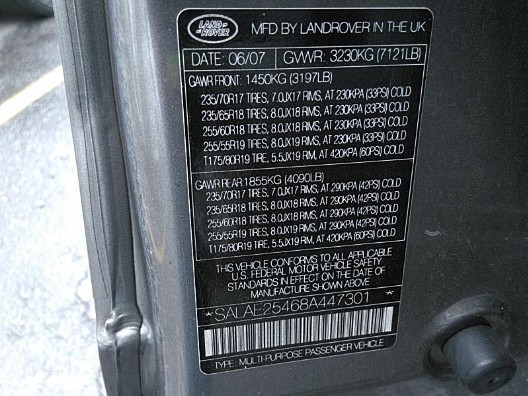 LAND
ROVER
MFD BY LANDROVER IN THE UK
DATE: 06/07 GVWR: 3230KG (7121LB)
GAWR FRONT: 1450KG (3197LB)
235/70R17 TIRES, 7.0JX17 RIMS, AT 230KPA (33PSI) COLD
235/65R18 TIRES, 8.0JX18 RIMS, AT 230KPA (33PSI) COLD
255/60R18 TIRES, 8.0JX18 RIMS, AT 230KPA (33PSI) COLD
255/55R19 TIRES, 8.0JX19 RIMS, AT 230KPA (33PSI) COLD
T175/80R19 TIRE, 5.5JX19 RIM, AT 420KPA (60PSI) COLD
GAWR REAR 1855KG (4090LB)
235/70R17 TIRES, 7.0JX17 RIMS, AT 290KPA (42PSI) COLD
235/65R18 TIRES, 8.0JX18 RIMS, AT 290KPA (42PSI) COLD
255/60R18 TIRES, 8.0JX18 RIMS, AT 290KPA (42PSI) COLD
255/55R19 TIRES, 8.0JX19 RIMS, AT 290KPA (42PSI) COLD
T175/80R19 TIRE, 5.5JX19 RIM, AT 420KPA (60PSI) COLD
THIS VEHICLE CONFORMS TO ALL APPLICABLE
U.S. FEDERAL MOTOR VEHICLE SAFETY
STANDARDS IN EFFECT ON THE DATE OF
MANUFACTURE SHOWN ABOVE
*SALAE25468A447301*
TYPE: MULTI-PURPOSE PASSENGER VEHICLE